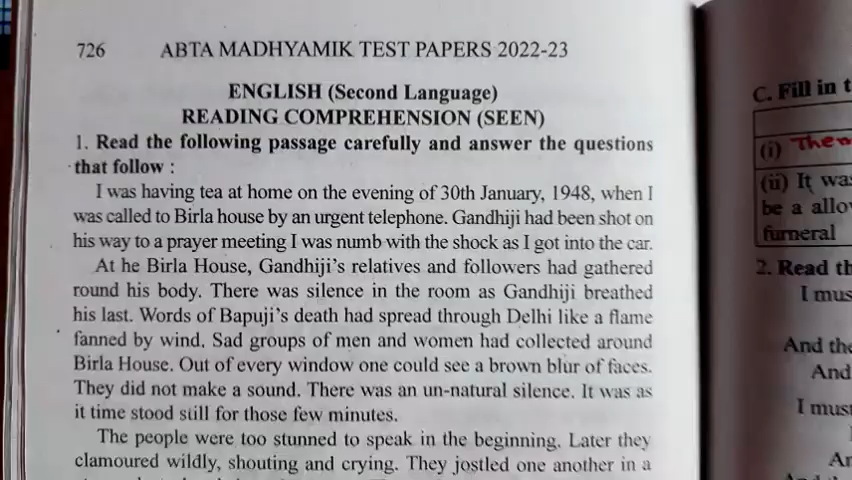 726 ABTA MADHYAMIK TEST PAPERS 2022-23
ENGLISH (Second Language)
READING COMPREHENSION (SEEN)
1. Read the following passage carefully and answer the questions
that follow :
I was having tea at home on the evening of 30th January, 1948, when I
was called to Birla house by an urgent telephone. Gandhiji had been shot on
his way to a prayer meeting I was numb with the shock as I got into the car.
At he Birla House, Gandhiji's relatives and followers had gathered
round his body. There was silence in the room as Gandhiji breathed
his last. Words of Bapuji's death had spread through Delhi like a flame
fanned by wind. Sad groups of men and women had collected around
Birla House. Out of every window one could see a brown blur of faces.
They did not make a sound. There was an un-natural silence. It was as
it time stood still for those few minutes.
The people were too stunned to speak in the beginning. Later they
clamoured wildly, shouting and crying. They jostled one another in a
C. Fill in t
(i) The
(ii) It was
be a allo
furneral
2. Read th
I mus
And the
And
I must
An